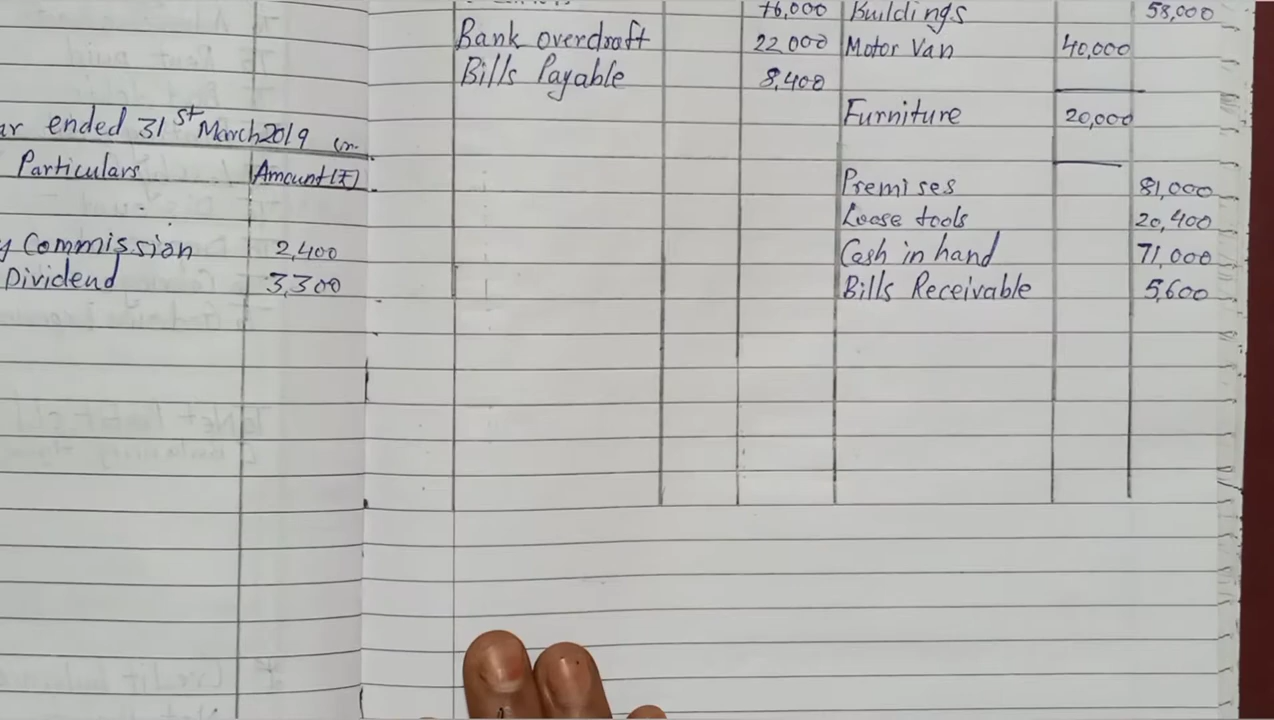 ar ended 31st March 2019
Particulars Amount (₹)
y Commission 2,400
Dividend 3,300
76,000 Buildings 58,000
Bank overdraft 22000 Motor Van 40,000
Bills Payable 8,400
Furniture 20,000
Premises 81,000
Loose tools 20,400
Cash in hand 71,000
Bills Receivable 5,600